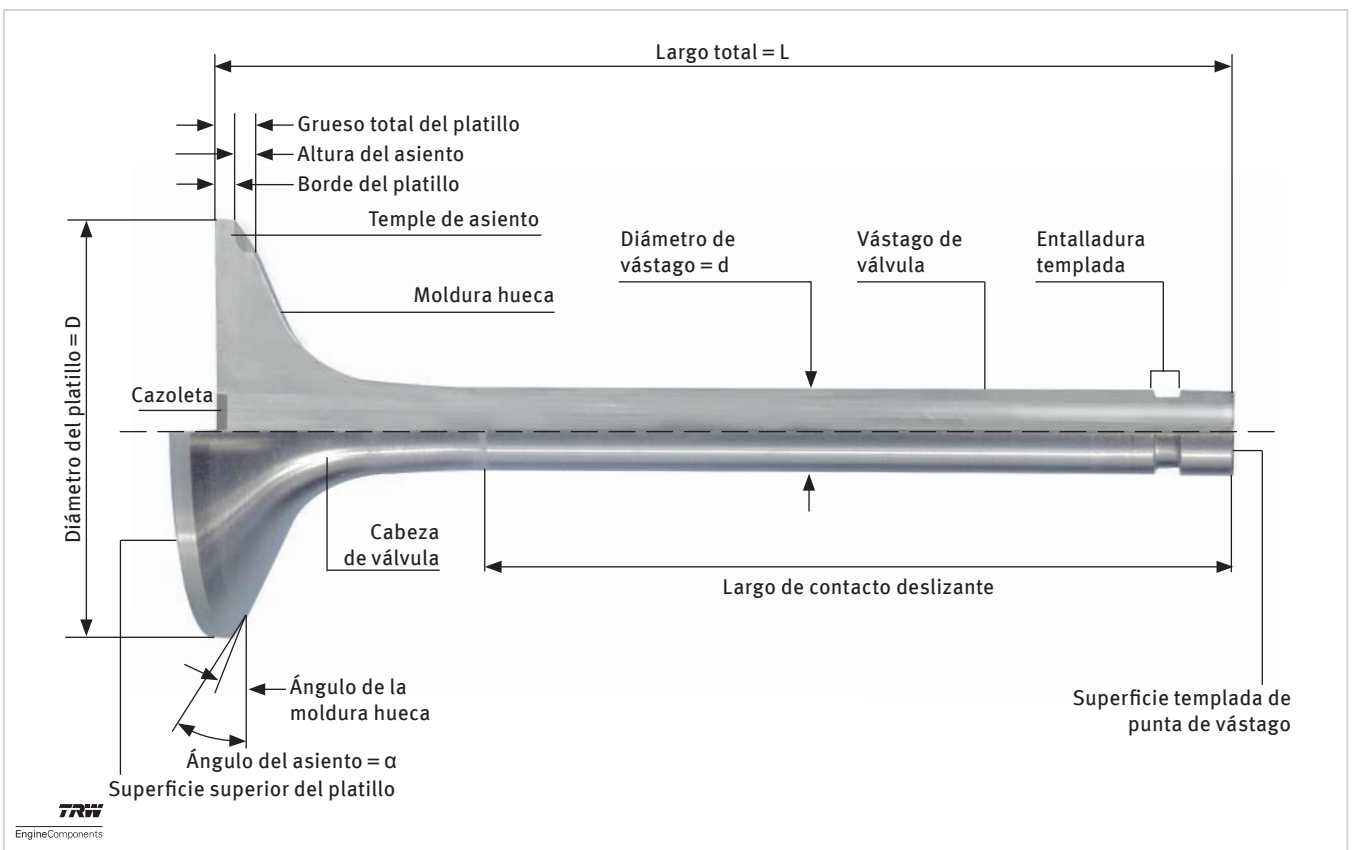 Largo total = L
Grueso total del platillo
Altura del asiento
Borde del platillo
Temple de asiento
Diámetro de
vástago = d
Vástago de
válvula
Entalladura
templada
Moldura hueca
Diámetro del platillo = D
Cazoleta
Cabeza
de válvula
Largo de contacto deslizante
Ángulo de la
moldura hueca
Superficie templada de
punta de vástago
Ángulo del asiento = α
Superficie superior del platillo
TRW
EngineComponents